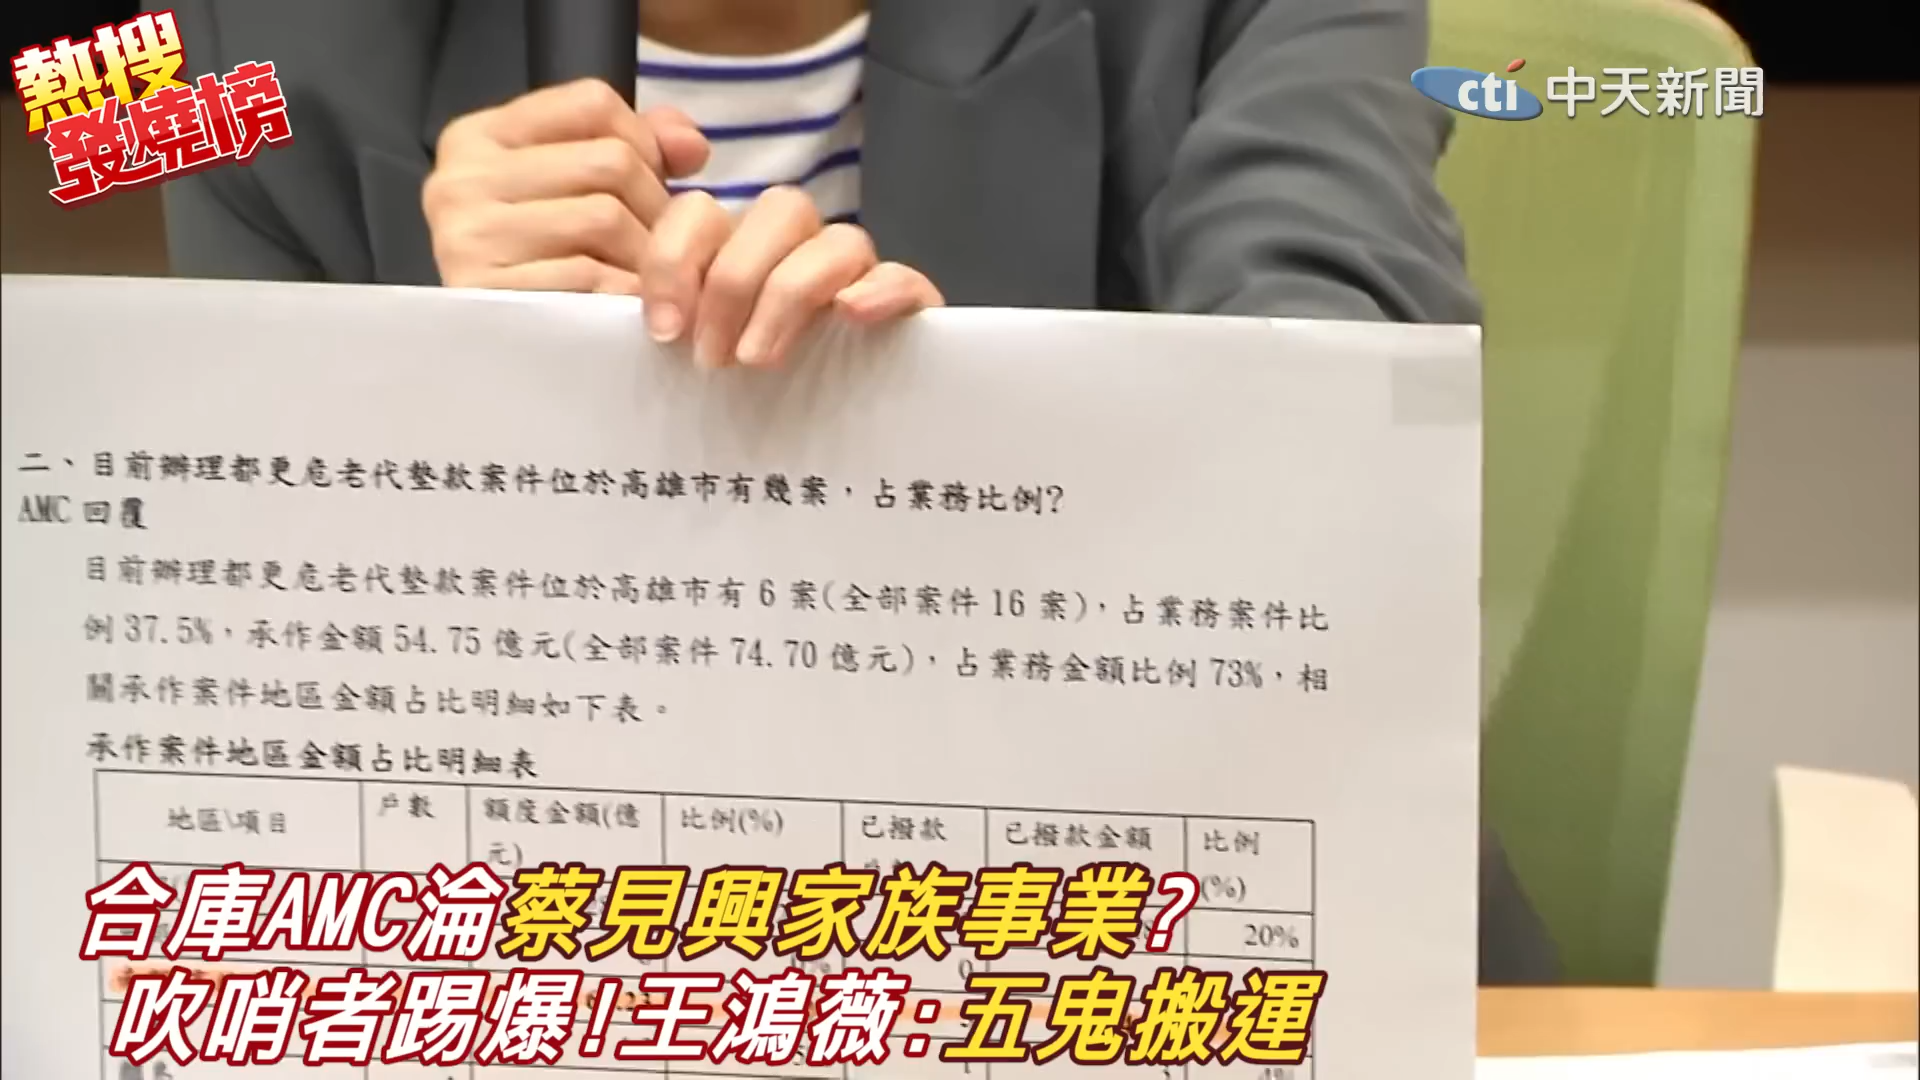 熱搜
發燒榜
cti 中天新聞
二、目前辦理都更危老代墊款案件位於高雄市有幾案，占業務比例?
AMC 回覆
目前辦理都更危老代墊款案件位於高雄市有 6 案(全部案件 16 案)，占業務案件比
例 37.5%，承作金額 54.75 億元(全部案件 74.70 億元)，占業務金額比例 73%，相
關承作案件地區金額占比明細如下表。
承作案件地區金額占比明細表
地區\項目 戶數 額度金額(億 比例(%) 已撥款 已撥款金額 比例
元) (%)
20%
合庫AMC淪蔡見興家族事業?
吹哨者踢爆!王鴻薇:五鬼搬運